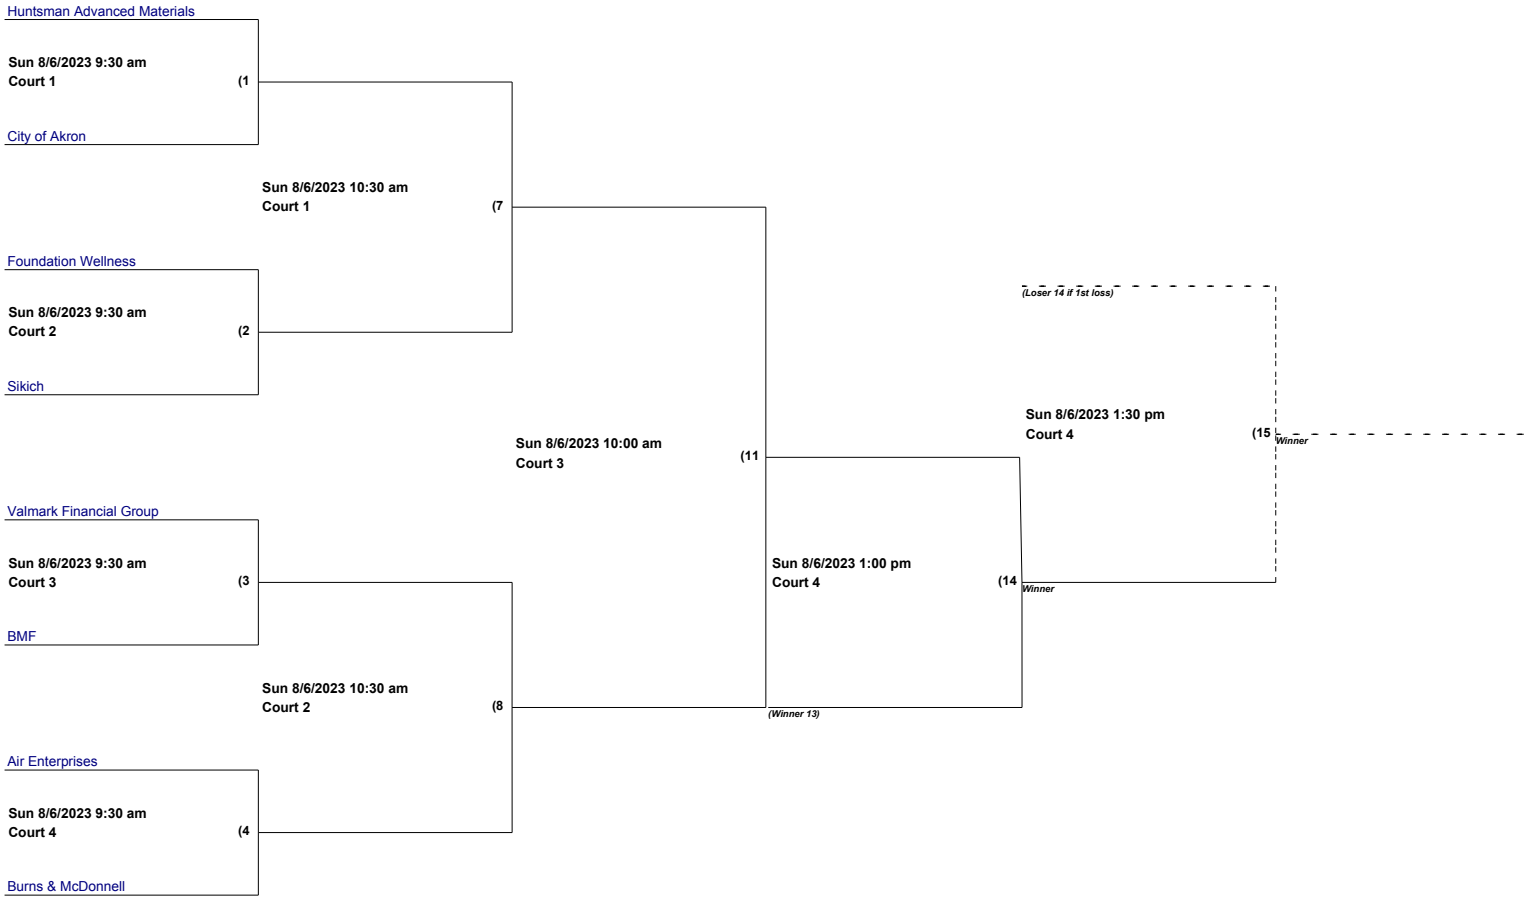 Huntsman Advanced Materials
Sun 8/6/2023 9:30 am
Court 1 (1
City of Akron
Sun 8/6/2023 10:30 am
Court 1 (7
Foundation Wellness
Sun 8/6/2023 9:30 am
Court 2 (2
Sikich
(Loser 14 if 1st loss)
Sun 8/6/2023 1:30 pm
Court 4 (15
Winner
Sun 8/6/2023 10:00 am
Court 3 (11
Valmark Financial Group
Sun 8/6/2023 9:30 am
Court 3 (3
BMF
Sun 8/6/2023 1:00 pm
Court 4 (14
Winner
Sun 8/6/2023 10:30 am
Court 2 (8
(Winner 13)
Air Enterprises
Sun 8/6/2023 9:30 am
Court 4 (4
Burns & McDonnell